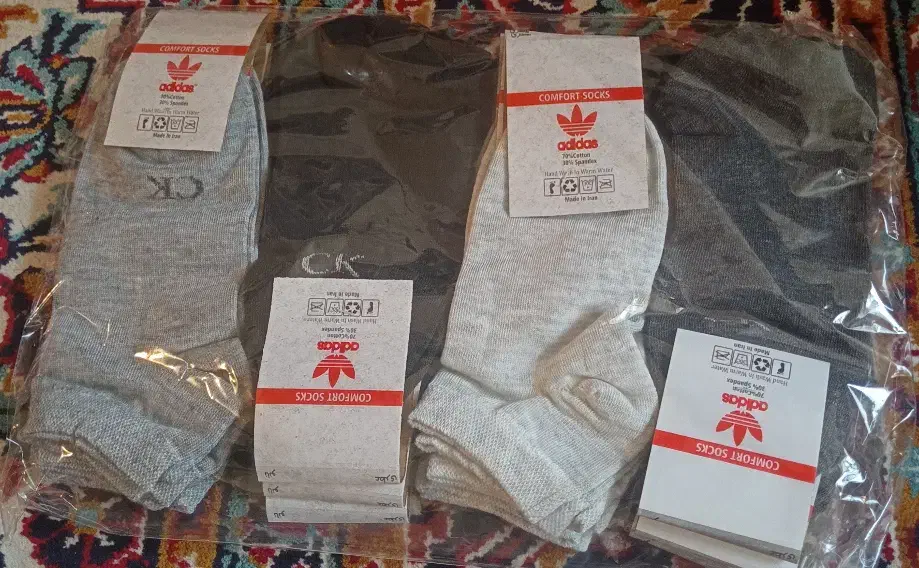 COMFORT SOCKS
adidas
70%Cotton
30% Spandex
Hand Wash In Warm Water
Made In Iran
CK
COMFORT SOCKS
adidas
70%Cotton
30% Spandex
Hand Wash In Warm Water
Made In Iran
CK
Made In Iran
Hand Wash In Warm Water
30% Spandex
70%Cotton
adidas
COMFORT SOCKS
Made In Iran
Hand Wash In Warm Water
30% Spandex
70%Cotton
adidas
COMFORT SOCKS